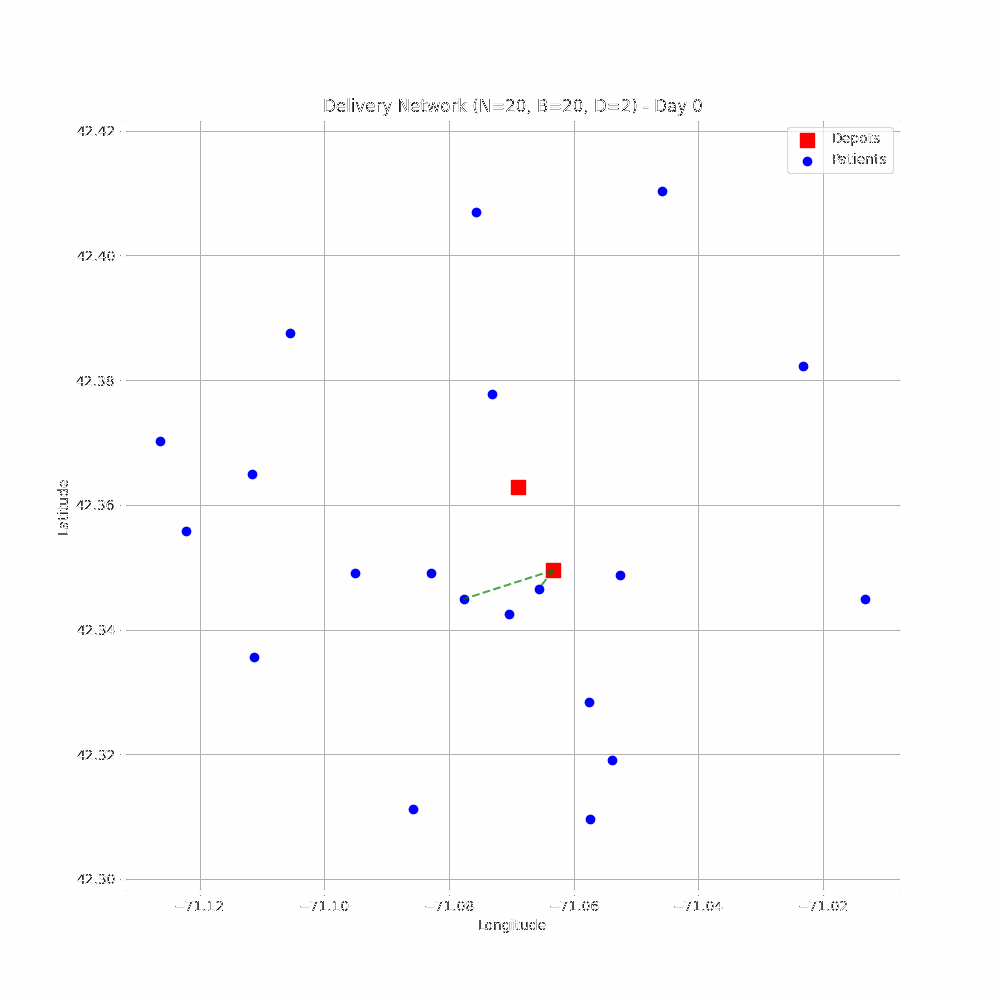 Delivery Network (N=20, B=20, D=2) - Day 0
Depots
Patients
42.42
42.40
42.38
42.36
42.34
42.32
42.30
Latitude
−71.12
−71.10
−71.08
−71.06
−71.04
−71.02
Longitude